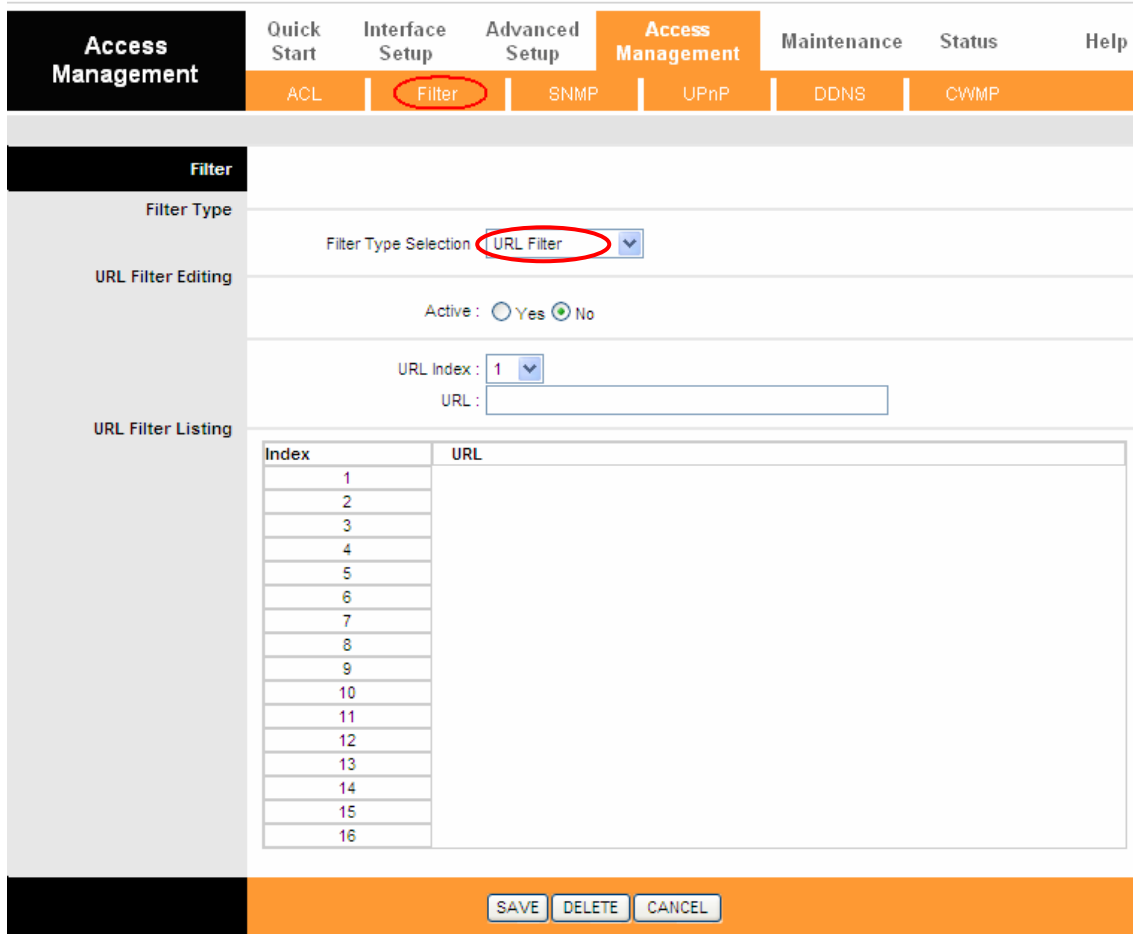 Access Management
Quick Start
Interface Setup
Advanced Setup
Access Management
Maintenance
Status
Help
ACL
Filter
SNMP
UPnP
DDNS
CWMP
Filter
Filter Type
Filter Type Selection URL Filter
URL Filter Editing
Active : Yes No
URL Index : 1
URL :
URL Filter Listing
Index URL
1
2
3
4
5
6
7
8
9
10
11
12
13
14
15
16
SAVE DELETE CANCEL